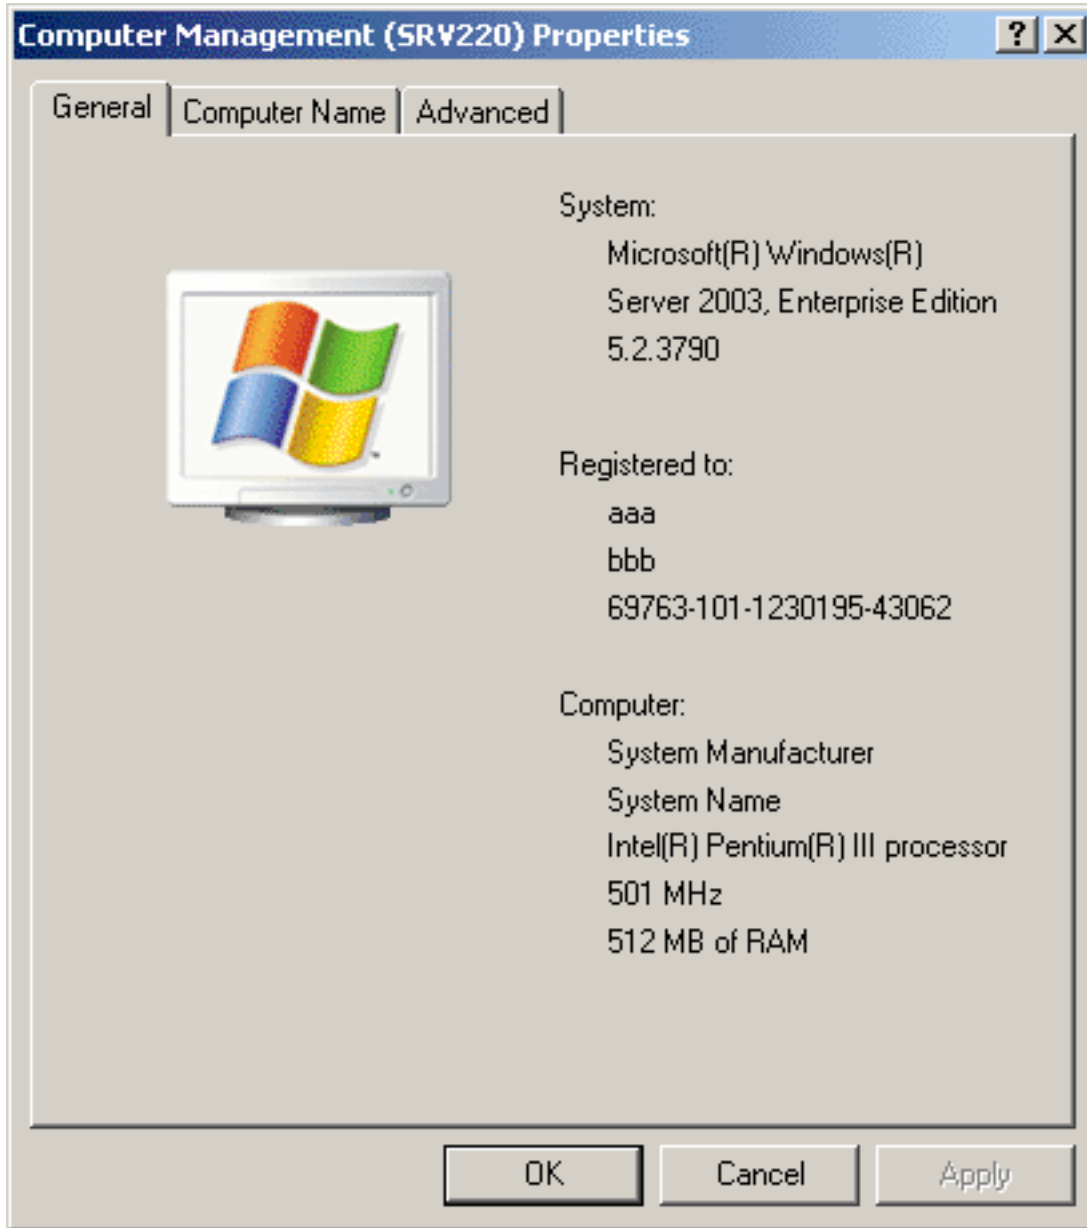 Computer Management (SRV220) Properties
General Computer Name Advanced
System:
Microsoft(R) Windows(R)
Server 2003, Enterprise Edition
5.2.3790
Registered to:
aaa
bbb
69763-101-1230195-43062
Computer:
System Manufacturer
System Name
Intel(R) Pentium(R) III processor
501 MHz
512 MB of RAM
OK Cancel Apply